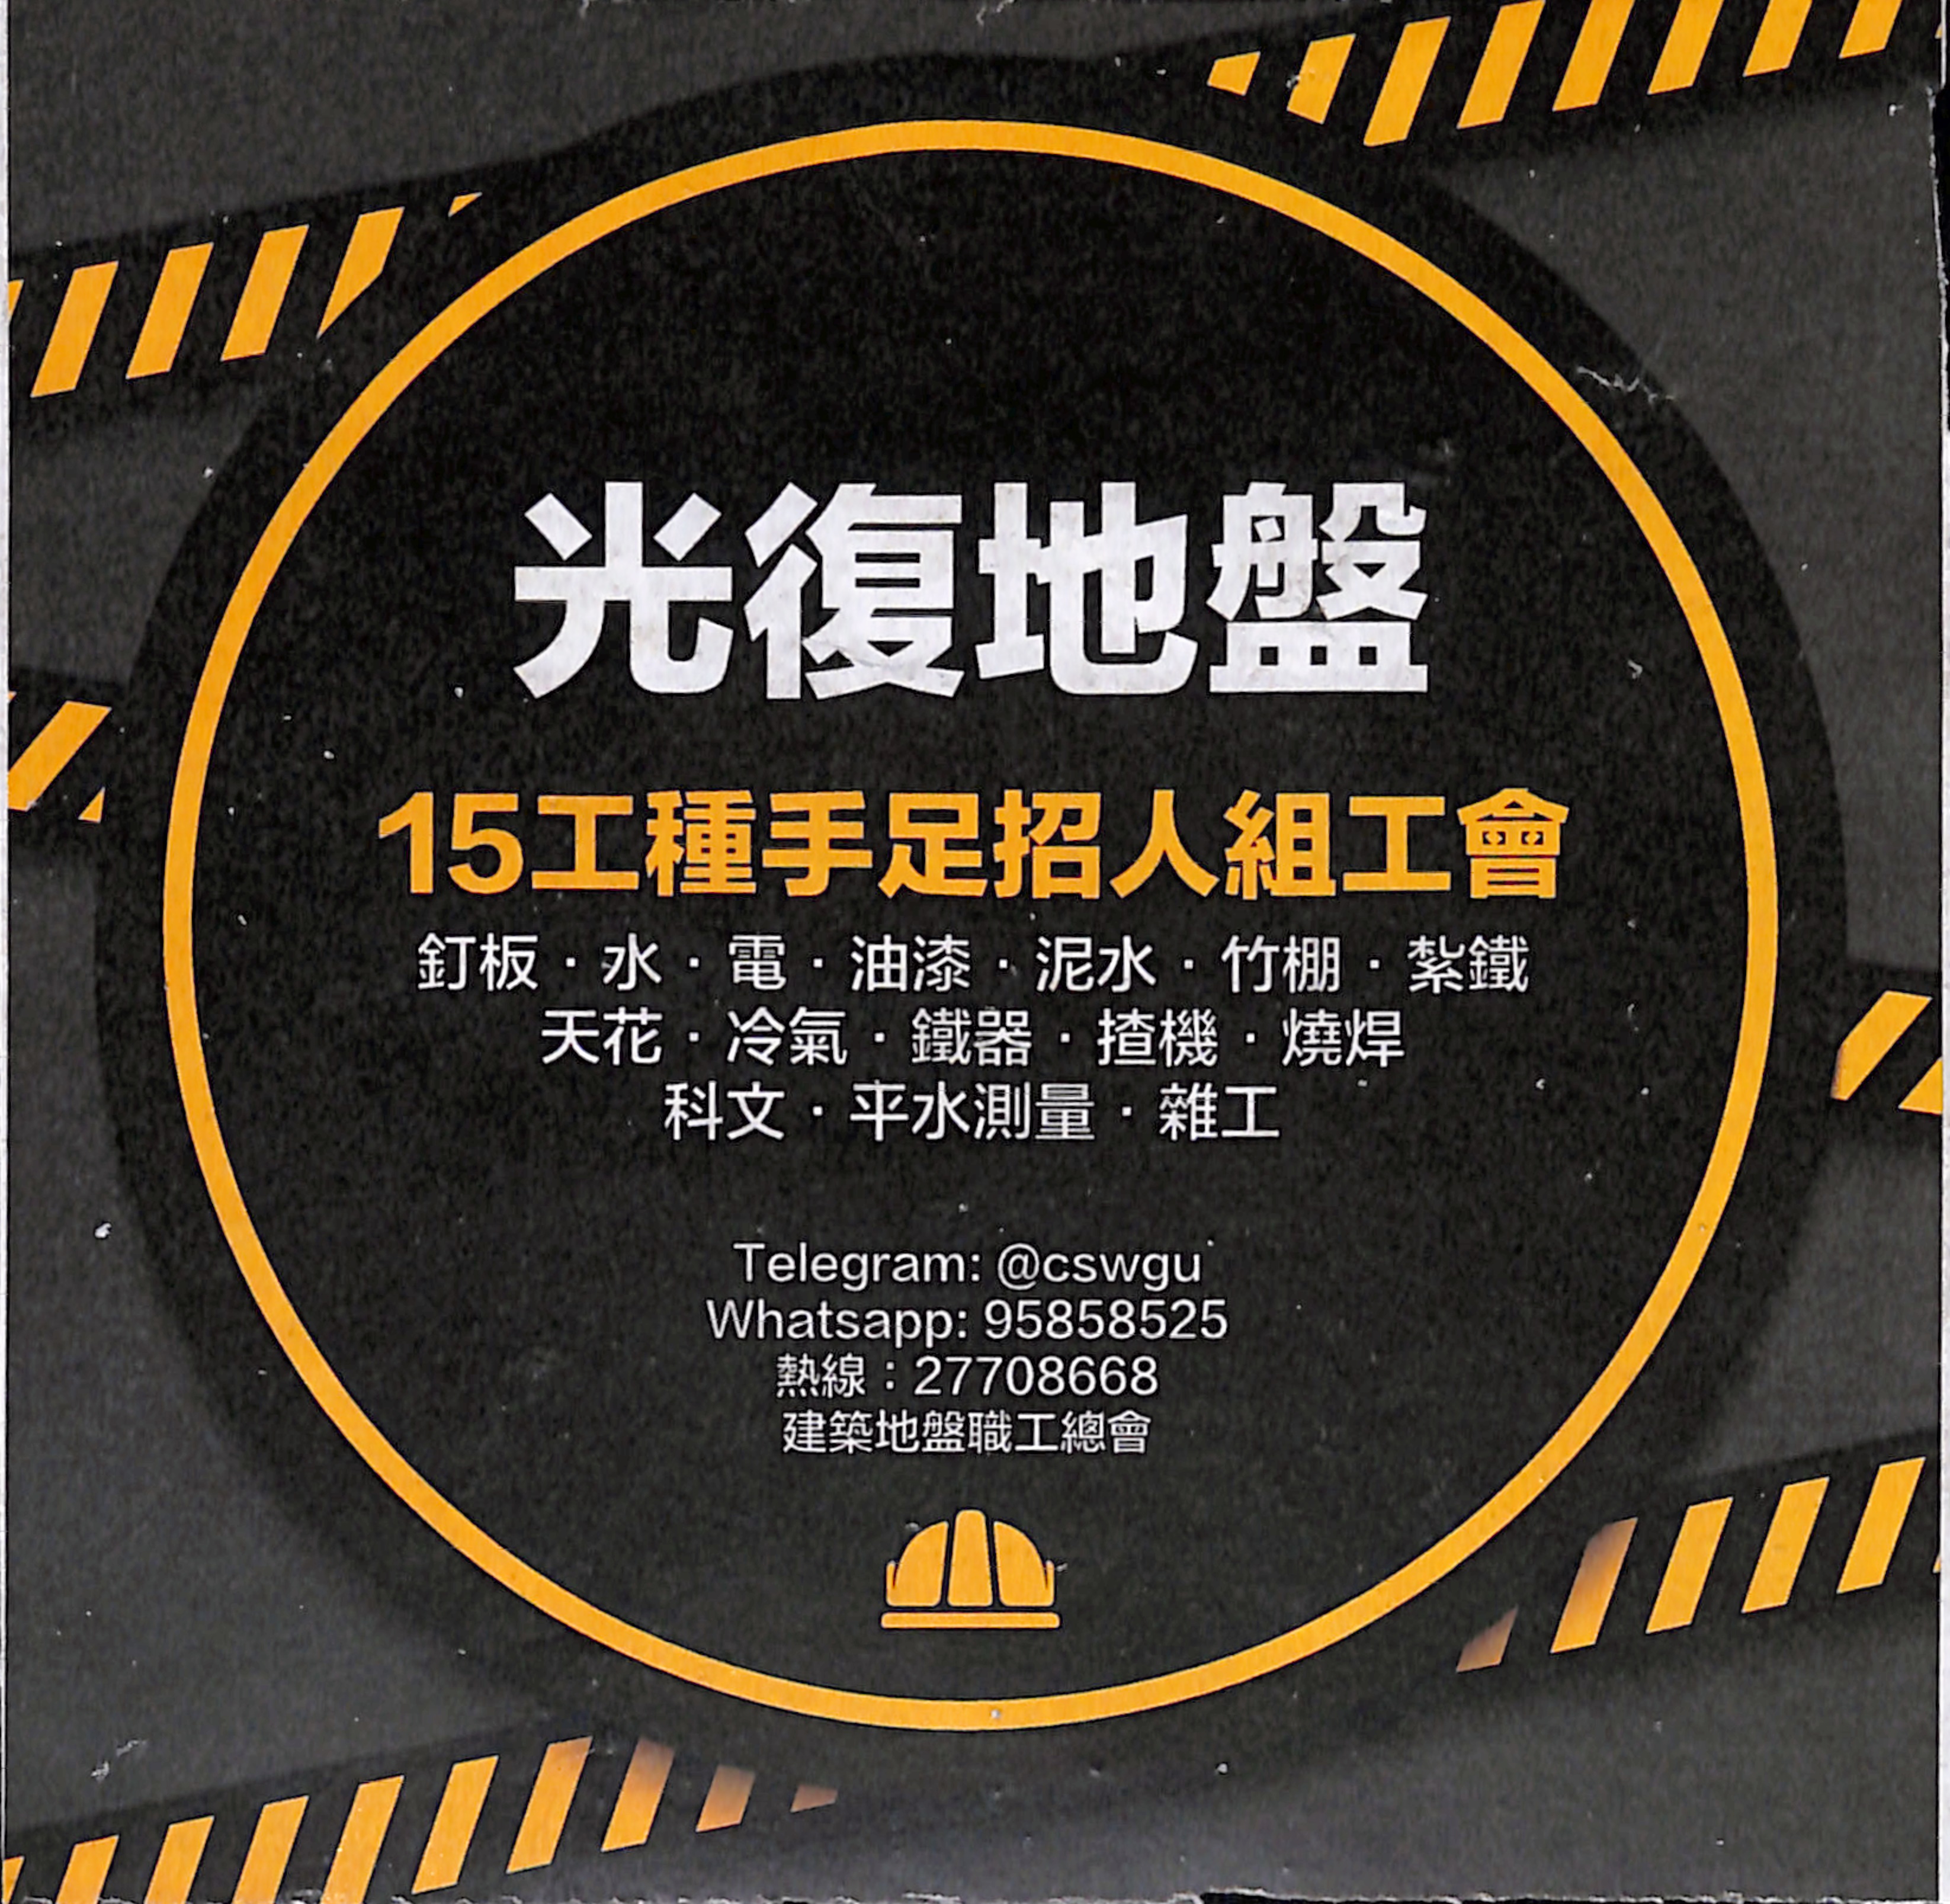 光復地盤
15工種手足招人組工會
釘板·水·電·油漆·泥水·竹棚·紮鐵
天花·冷氣·鐵器·揸機·燒焊
科文·平水測量·雜工
Telegram: @cswgu
Whatsapp: 95858525
熱線：27708668
建築地盤職工總會